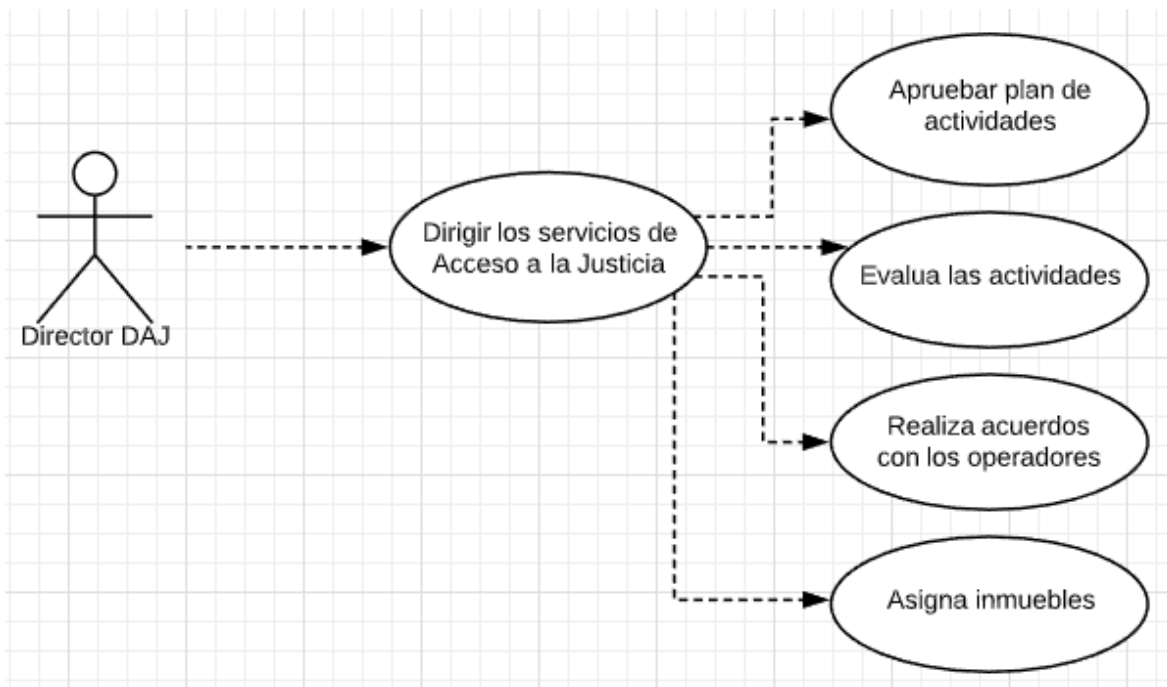 Apruebar plan de
actividades
Dirigir los servicios de
Acceso a la Justicia
Evalua las actividades
Director DAJ
Realiza acuerdos
con los operadores
Asigna inmuebles